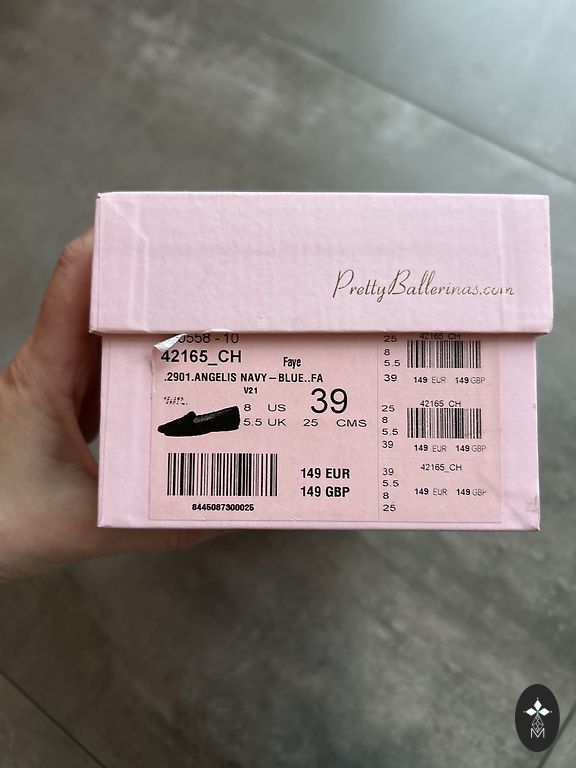 PrettyBallerinas.com
0558 - 10
42165_CH
Faye
.2901.ANGELIS NAVY-BLUE..FA
V21
8 US
39
5.5 UK 25 CMS
149 EUR
149 GBP
8445087300025
25 42165_CH
8
5.5
39 149 EUR 149 GBP
25 42165_CH
8
5.5
39 149 EUR 149 GBP
39 42165_CH
5.5
8 149 EUR 149 GBP
25
M